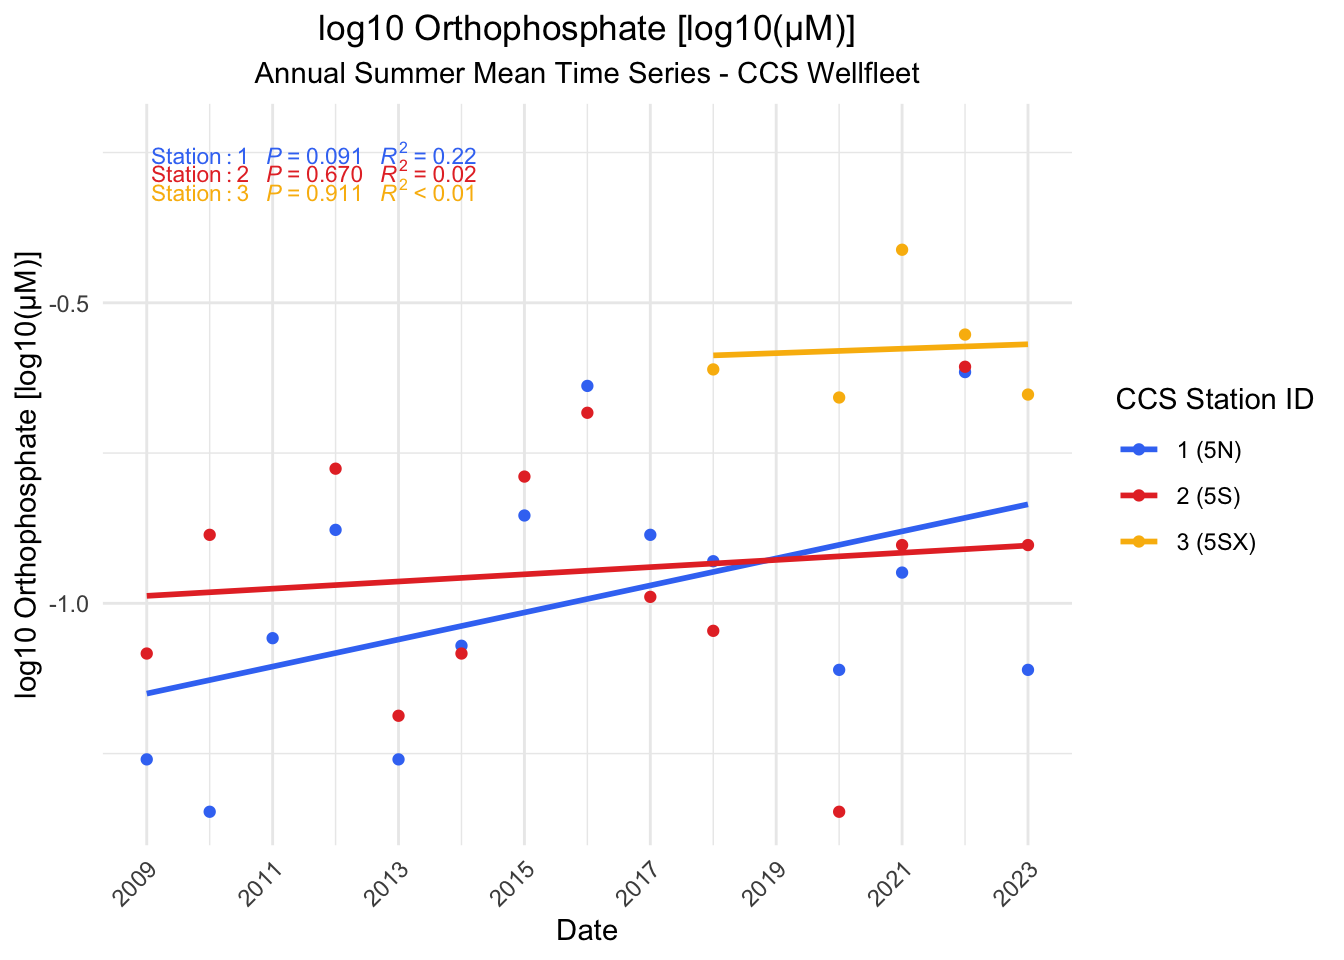 log10 Orthophosphate [log10(µM)]
Annual Summer Mean Time Series - CCS Wellfleet
Station : 1 P = 0.091 R² = 0.22
Station : 2 P = 0.670 R² = 0.02
Station : 3 P = 0.911 R² < 0.01
log10 Orthophosphate [log10(µM)]
-0.5
-1.0
2009
2011
2013
2015
2017
2019
2021
2023
Date
CCS Station ID
1 (5N)
2 (5S)
3 (5SX)